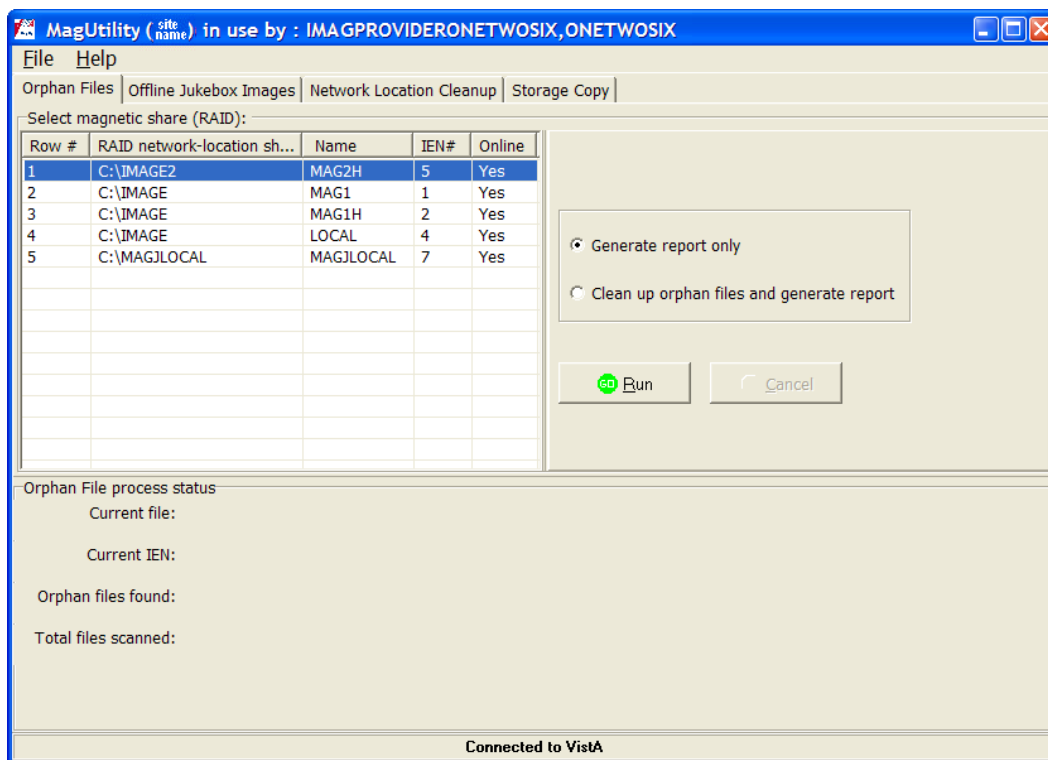 MagUtility ( site name ) in use by : IMAGPROVIDERONETWOSIX,ONETWOSIX
File Help
Orphan Files Offline Jukebox Images Network Location Cleanup Storage Copy
Select magnetic share (RAID):
Row # RAID network-location sh... Name IEN# Online
1 C:\IMAGE2 MAG2H 5 Yes
2 C:\IMAGE MAG1 1 Yes
3 C:\IMAGE MAG1H 2 Yes
4 C:\IMAGE LOCAL 4 Yes
5 C:\MAGJLOCAL MAGJLOCAL 7 Yes
Generate report only
Clean up orphan files and generate report
GO Run Cancel
Orphan File process status
Current file:
Current IEN:
Orphan files found:
Total files scanned:
Connected to VistA